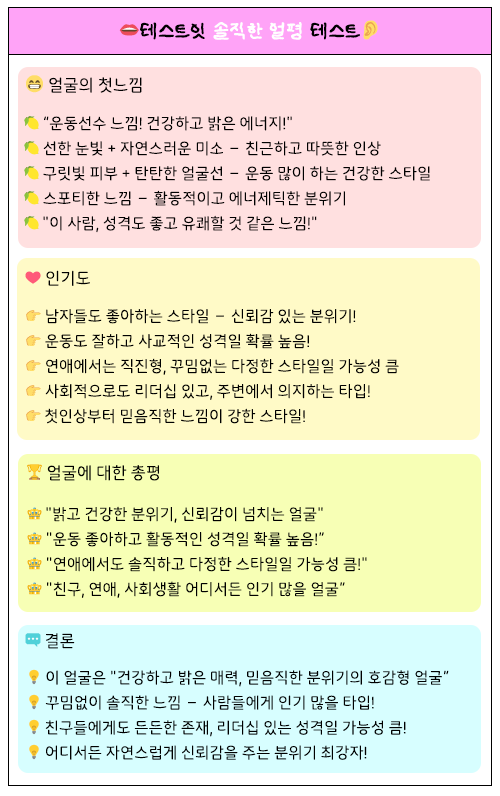 테스트잇 솔직한 얼평 테스트
얼굴의 첫느낌
"운동선수 느낌! 건강하고 밝은 에너지!"
선한 눈빛 + 자연스러운 미소 – 친근하고 따뜻한 인상
구릿빛 피부 + 탄탄한 얼굴선 – 운동 많이 하는 건강한 스타일
스포티한 느낌 – 활동적이고 에너제틱한 분위기
"이 사람, 성격도 좋고 유쾌할 것 같은 느낌!"
인기도
남자들도 좋아하는 스타일 – 신뢰감 있는 분위기!
운동도 잘하고 사교적인 성격일 확률 높음!
연애에서는 직진형, 꾸밈없는 다정한 스타일일 가능성 큼
사회적으로도 리더십 있고, 주변에서 의지하는 타입!
첫인상부터 믿음직한 느낌이 강한 스타일!
얼굴에 대한 총평
"밝고 건강한 분위기, 신뢰감이 넘치는 얼굴"
"운동 좋아하고 활동적인 성격일 확률 높음!"
"연애에서도 솔직하고 다정한 스타일일 가능성 큼!"
"친구, 연애, 사회생활 어디서든 인기 많을 얼굴"
결론
이 얼굴은 "건강하고 밝은 매력, 믿음직한 분위기의 호감형 얼굴"
꾸밈없이 솔직한 느낌 – 사람들에게 인기 많을 타입!
친구들에게도 든든한 존재, 리더십 있는 성격일 가능성 큼!
어디서든 자연스럽게 신뢰감을 주는 분위기 최강자!